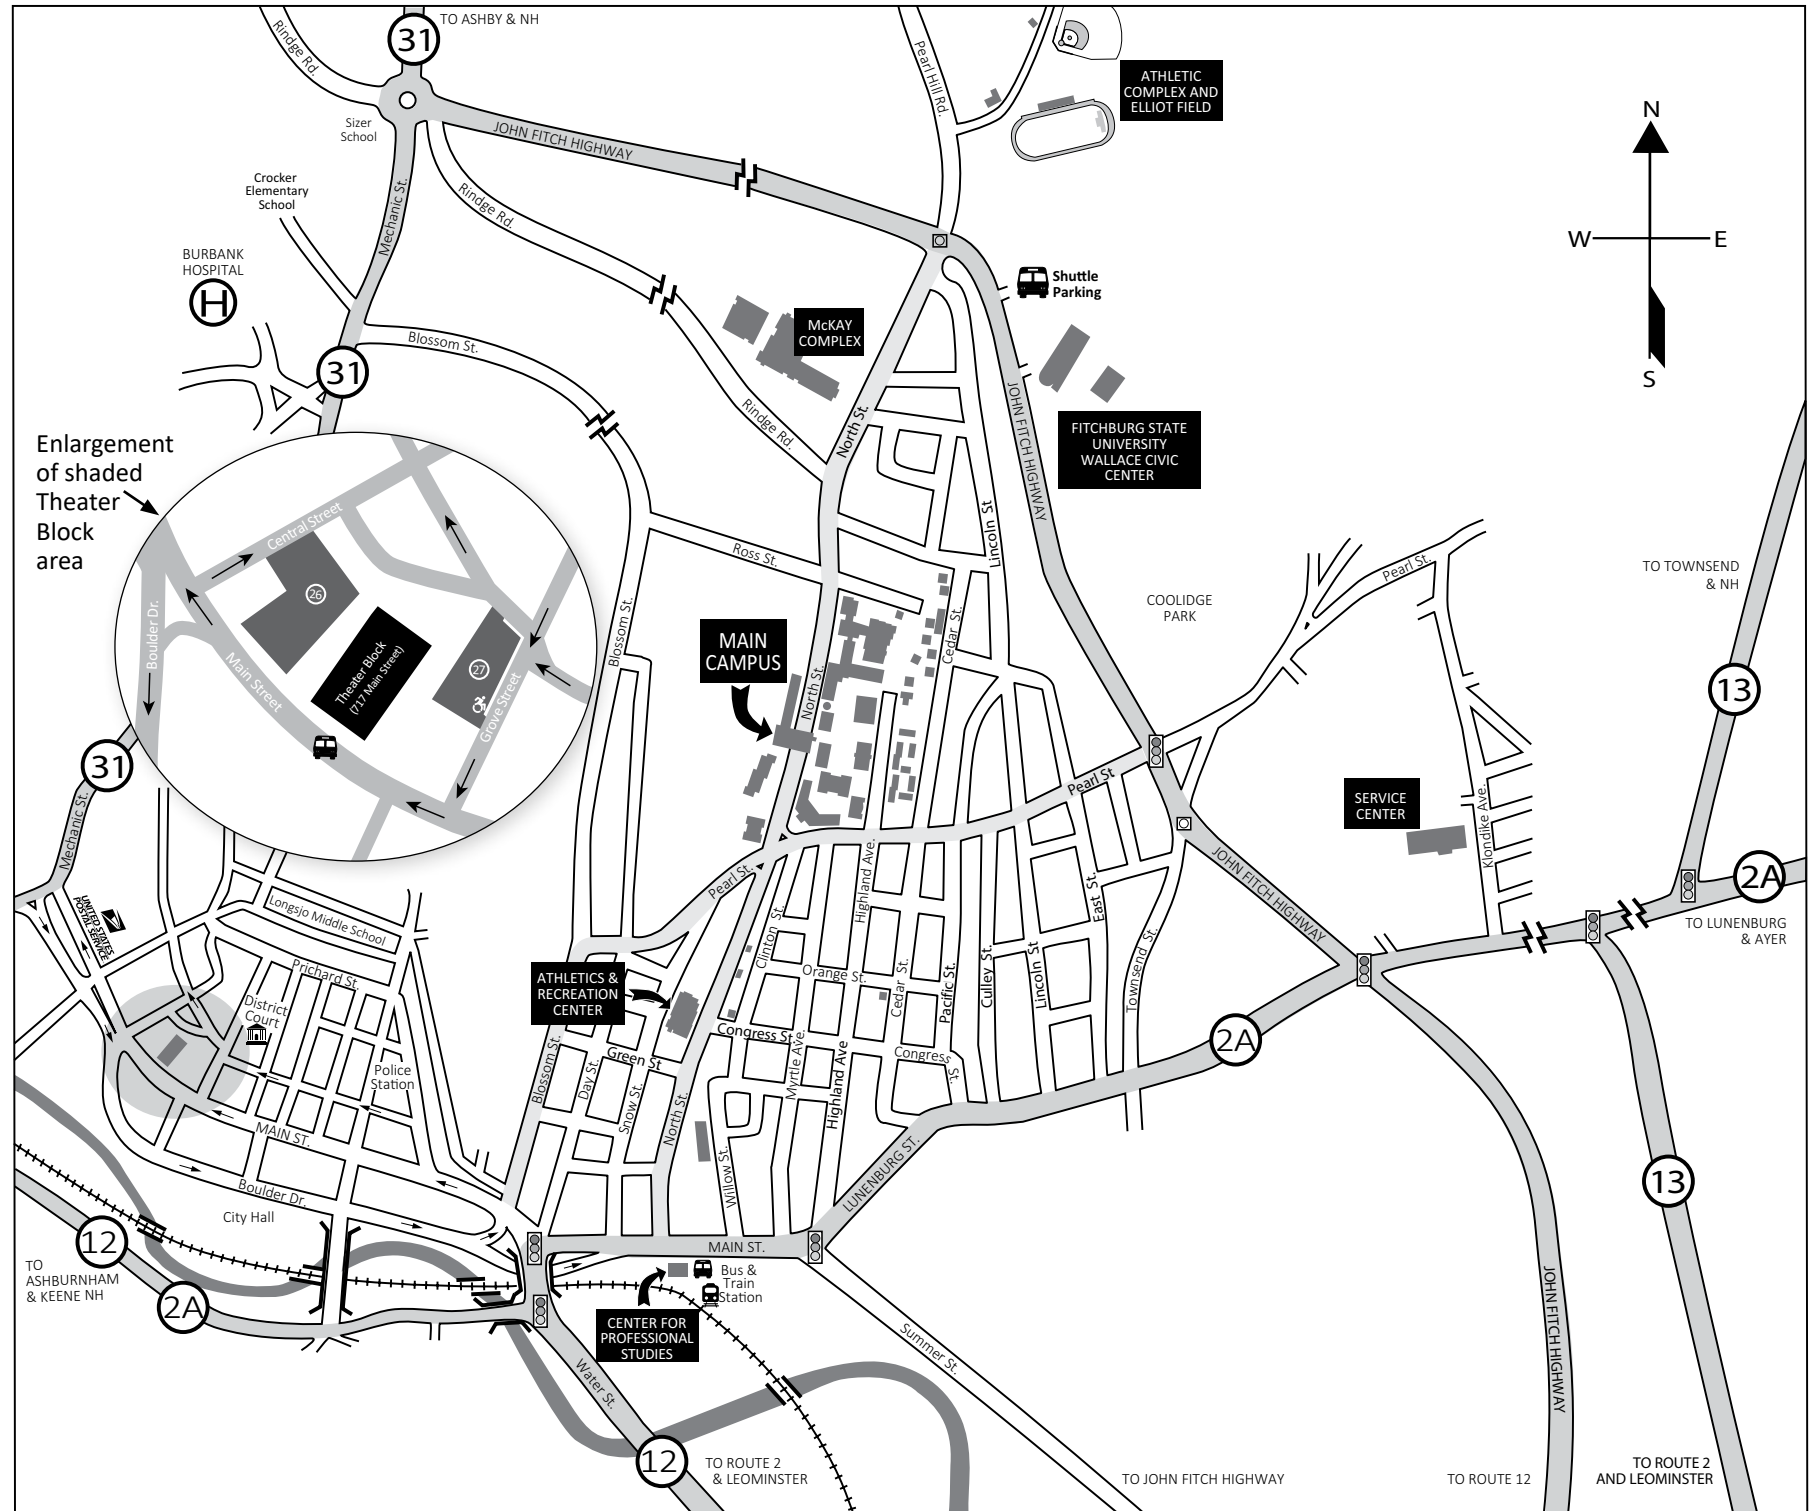 TO ASHBY & NH
31
Rindge Rd.
Sizer
School
JOHN FITCH HIGHWAY
Pearl Hill Rd.
ATHLETIC
COMPLEX AND
ELLIOT FIELD
N
W
E
S
Crocker
Elementary
School
Mechanic St.
Rindge Rd.
BURBANK
HOSPITAL
H
Shuttle
Parking
McKAY
COMPLEX
Blossom St.
31
Rindge Rd.
North St.
JOHN FITCH HIGHWAY
FITCHBURG STATE
UNIVERSITY
WALLACE CIVIC
CENTER
Enlargement
of shaded
Theater
Block
area
Central Street
26
Boulder Dr.
Main Street
Theater Block
(717 Main Street)
27
Grove Street
Ross St.
Lincoln St
Blossom St.
Cedar St.
MAIN
CAMPUS
North St.
COOLIDGE
PARK
Pearl St.
TO TOWNSEND
& NH
13
31
Mechanic St.
Pearl St
SERVICE
CENTER
Klondike Ave.
JOHN FITCH HIGHWAY
2A
TO LUNENBURG
& AYER
UNITED STATES
POSTAL SERVICE
Longsjo Middle School
Pearl St.
Highland Ave.
East St.
Clinton St.
Prichard St.
District
Court
ATHLETICS &
RECREATION
CENTER
Orange St.
Cedar St.
Pacific St.
Culley St.
Lincoln St
Townsend St.
Congress St.
Green St
Congress
St.
Myrtle Ave.
Highland Ave
2A
Blossom St.
Day St.
Snow St.
North St.
Police
Station
MAIN ST.
Willow St.
LUNENBURG ST.
Boulder Dr.
City Hall
13
12
TO
ASHBURNHAM
& KEENE NH
2A
MAIN ST.
Bus &
Train
Station
CENTER FOR
PROFESSIONAL
STUDIES
Summer St.
JOHN FITCH HIGHWAY
Water St.
12
TO ROUTE 2
& LEOMINSTER
TO JOHN FITCH HIGHWAY
TO ROUTE 12
TO ROUTE 2
AND LEOMINSTER